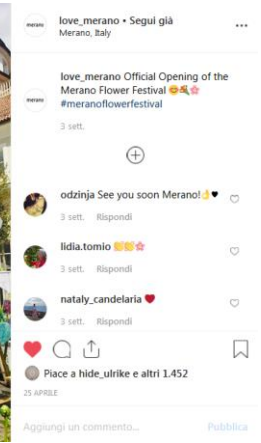 merano
love_merano • Segui già
Merano, Italy
merano
love_merano Official Opening of the
Merano Flower Festival 😍💐🌸
#meranoflowerfestival
3 sett.
odzinja See you soon Merano!👌🖤
3 sett. Rispondi
lidia.tomio 👏👏🌸
3 sett. Rispondi
nataly_candelaria ❤️
3 sett. Rispondi
Piace a hide_ulrike e altri 1.452
25 APRILE
Aggiungi un commento... Pubblica